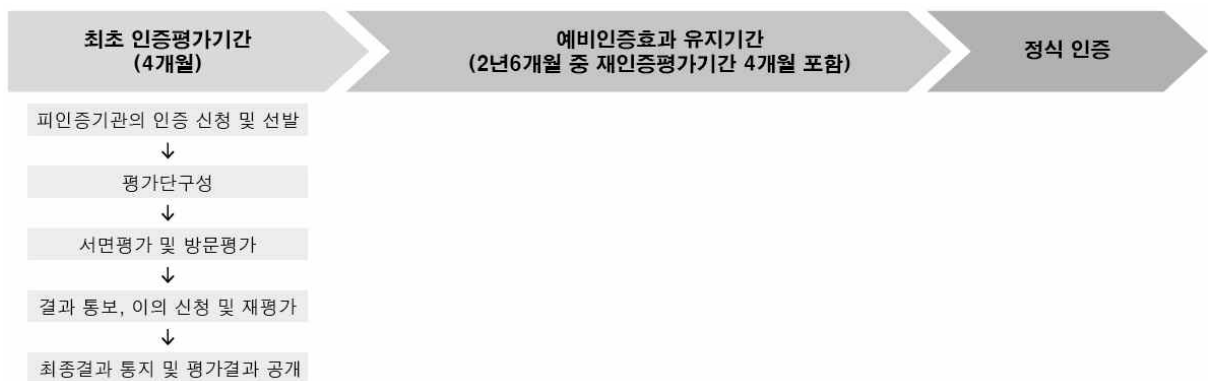 최초 인증평가기간
(4개월)
예비인증효과 유지기간
(2년6개월 중 재인증평가기간 4개월 포함)
정식 인증
피인증기관의 인증 신청 및 선발
↓
평가단구성
↓
서면평가 및 방문평가
↓
결과 통보, 이의 신청 및 재평가
↓
최종결과 통지 및 평가결과 공개